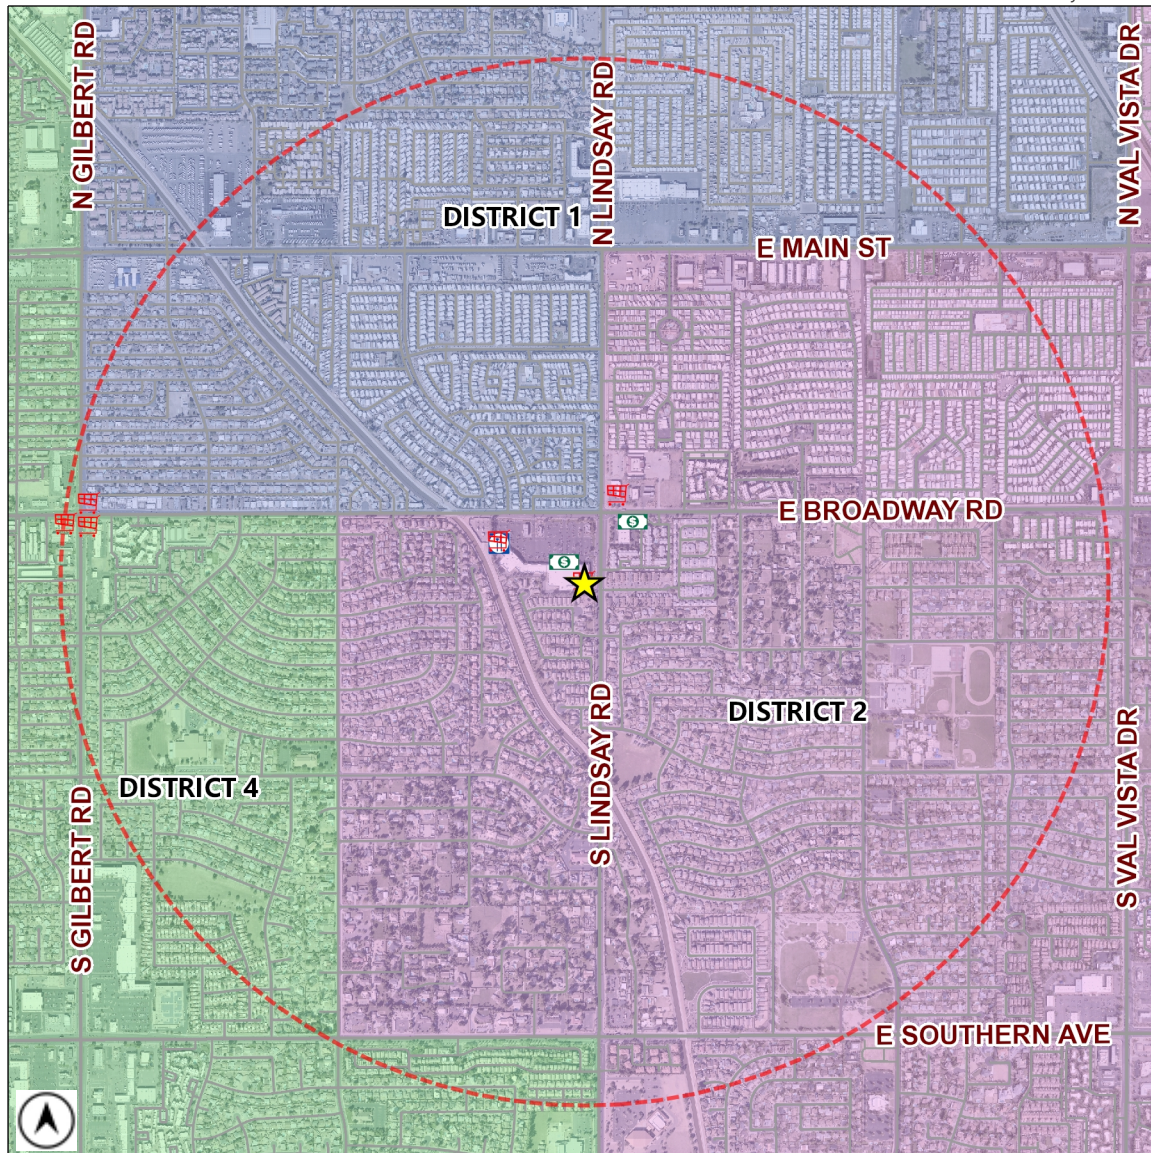 N GILBERT RD
N LINDSAY RD
N VAL VISTA DR
DISTRICT 1
E MAIN ST
E BROADWAY RD
$
$
DISTRICT 2
S LINDSAY RD
DISTRICT 4
S GILBERT RD
S VAL VISTA DR
E SOUTHERN AVE